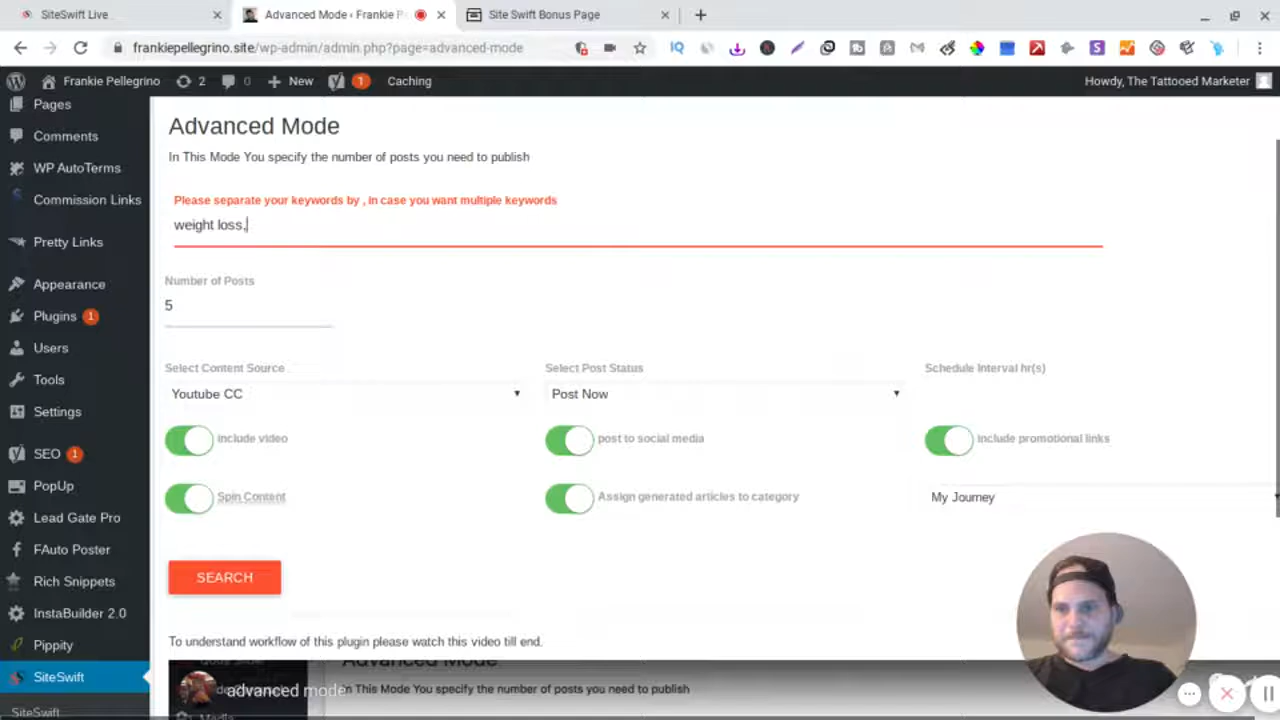 SiteSwift Live
Advanced Mode ‹ Frankie P
Site Swift Bonus Page
frankiepellegrino.site/wp-admin/admin.php?page=advanced-mode
Frankie Pellegrino
2
0
New
1
Caching
Howdy, The Tattooed Marketer
Pages
Comments
WP AutoTerms
Commission Links
Pretty Links
Appearance
Plugins 1
Users
Tools
Settings
SEO 1
PopUp
Lead Gate Pro
FAuto Poster
Rich Snippets
InstaBuilder 2.0
Pippity
SiteSwift
SiteSwift
Advanced Mode
In This Mode You specify the number of posts you need to publish
Please separate your keywords by , in case you want multiple keywords
weight loss,
Number of Posts
5
Select Content Source
Select Post Status
Schedule Interval hr(s)
Youtube CC
Post Now
include video
post to social media
Include promotional links
Spin Content
Assign generated articles to category
My Journey
SEARCH
To understand workflow of this plugin please watch this video till end.
Advanced Mode
advanced mode
In This Mode You specify the number of posts you need to publish
Media